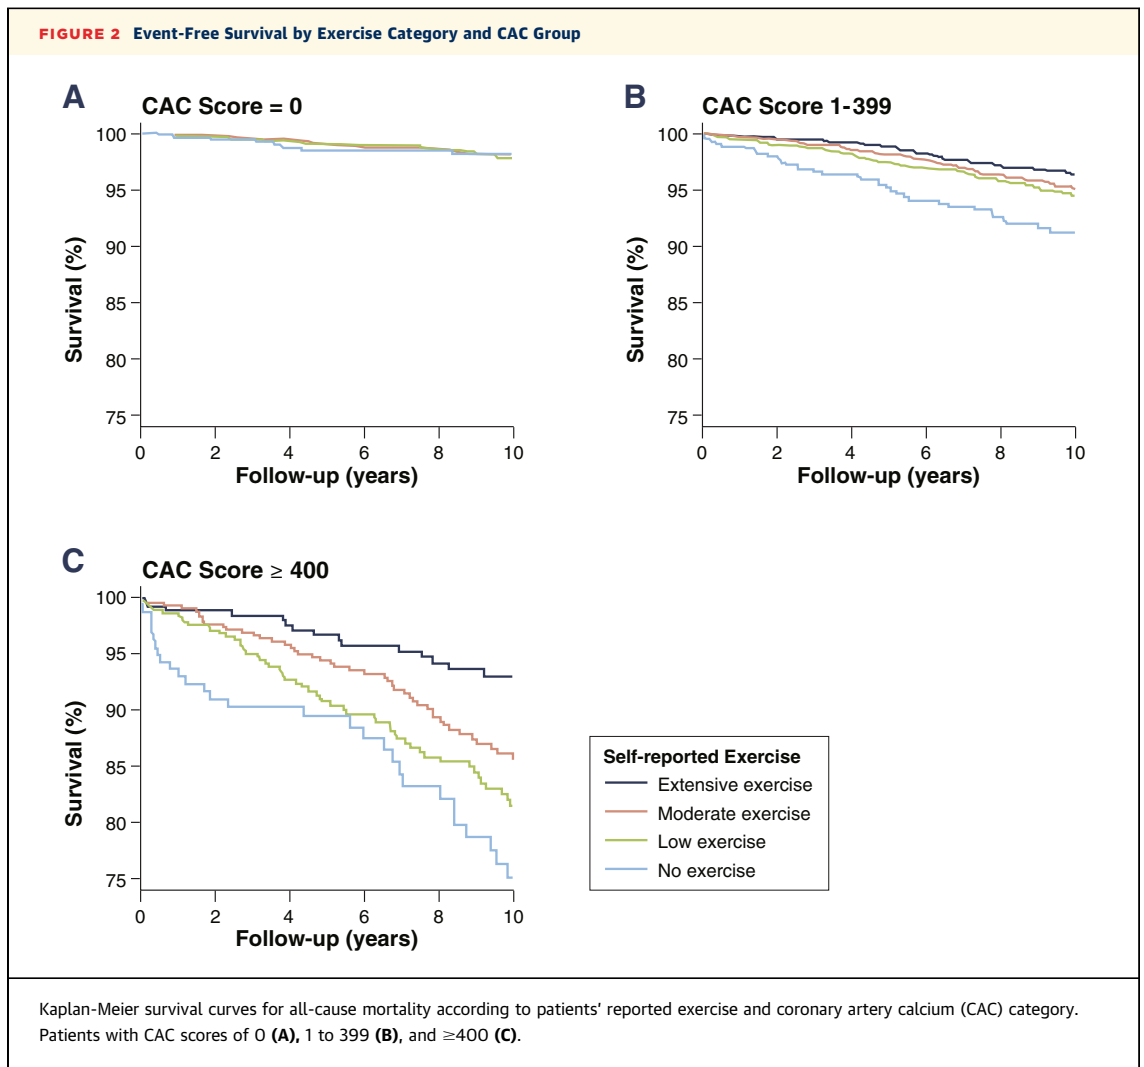 FIGURE 2 Event-Free Survival by Exercise Category and CAC Group
A
CAC Score = 0
100
95
90
85
80
75
Survival (%)
0 2 4 6 8 10
Follow-up (years)
B
CAC Score 1-399
100
95
90
85
80
75
Survival (%)
0 2 4 6 8 10
Follow-up (years)
C
CAC Score ≥ 400
100
95
90
85
80
75
Survival (%)
0 2 4 6 8 10
Follow-up (years)
Self-reported Exercise
Extensive exercise
Moderate exercise
Low exercise
No exercise
Kaplan-Meier survival curves for all-cause mortality according to patients' reported exercise and coronary artery calcium (CAC) category.
Patients with CAC scores of 0 (A), 1 to 399 (B), and ≥400 (C).